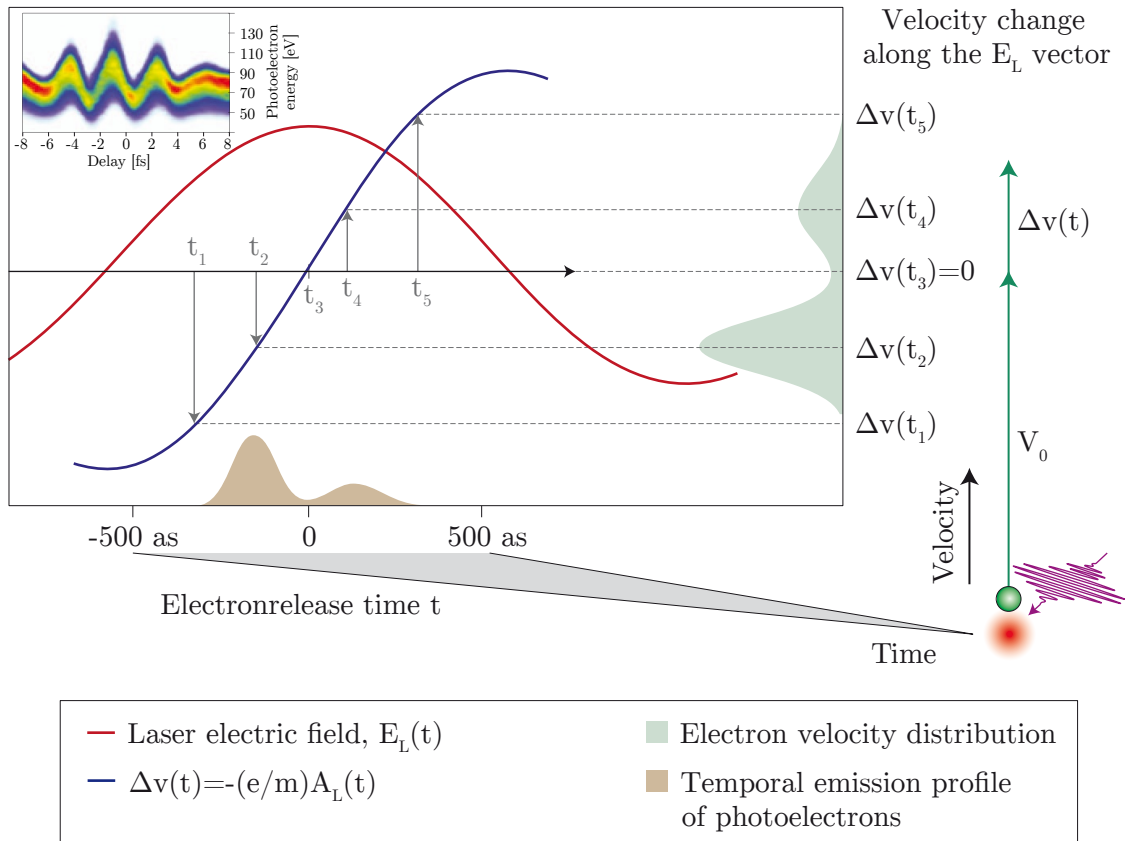 130
110
90
70
50
Photoelectron
energy [eV]
-8 -6 -4 -2 0 2 4 6 8
Delay [fs]
Velocity change
along the E_L vector
Δv(t_5)
Δv(t_4)
Δv(t_3)=0
Δv(t_2)
Δv(t_1)
t_1
t_2
t_3
t_4
t_5
Δv(t)
V_0
Velocity
-500 as 0 500 as
Electronrelease time t
Time
Laser electric field, E_L(t)
Δv(t)=-(e/m)A_L(t)
Electron velocity distribution
Temporal emission profile
of photoelectrons